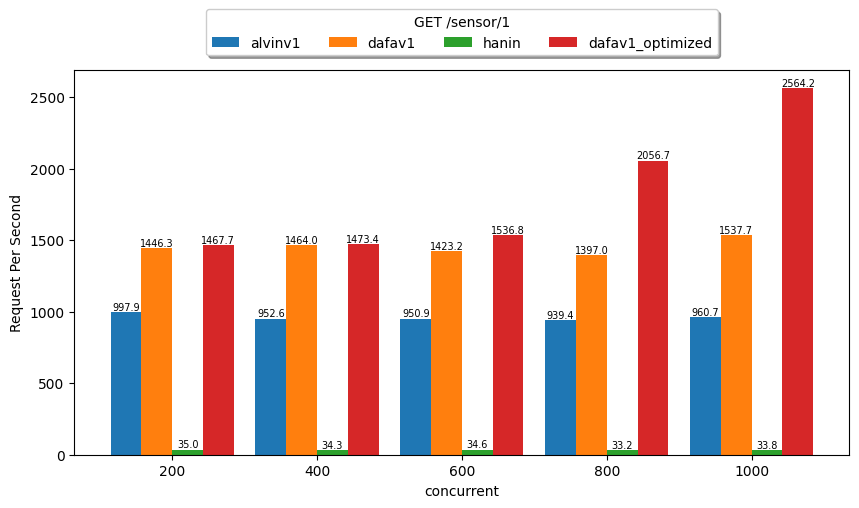 GET /sensor/1
alvinv1 dafav1 hanin dafav1_optimized
Request Per Second
2500
2000
1500
1000
500
0
997.9 1446.3 35.0 1467.7
952.6 1464.0 34.3 1473.4
950.9 1423.2 34.6 1536.8
939.4 1397.0 33.2 2056.7
960.7 1537.7 33.8 2564.2
200 400 600 800 1000
concurrent